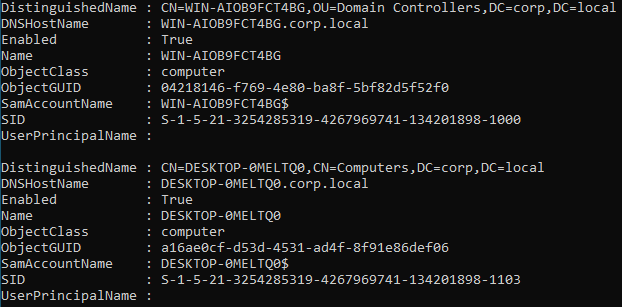 DistinguishedName : CN=WIN-AIOB9FCT4BG,OU=Domain Controllers,DC=corp,DC=local
DNSHostName       : WIN-AIOB9FCT4BG.corp.local
Enabled           : True
Name              : WIN-AIOB9FCT4BG
ObjectClass       : computer
ObjectGUID        : 04218146-f769-4e80-ba8f-5bf82d5f52f0
SamAccountName    : WIN-AIOB9FCT4BG$
SID               : S-1-5-21-3254285319-4267969741-134201898-1000
UserPrincipalName :
DistinguishedName : CN=DESKTOP-0MELTQ0,CN=Computers,DC=corp,DC=local
DNSHostName       : DESKTOP-0MELTQ0.corp.local
Enabled           : True
Name              : DESKTOP-0MELTQ0
ObjectClass       : computer
ObjectGUID        : a16ae0cf-d53d-4531-ad4f-8f91e86def06
SamAccountName    : DESKTOP-0MELTQ0$
SID               : S-1-5-21-3254285319-4267969741-134201898-1103
UserPrincipalName :